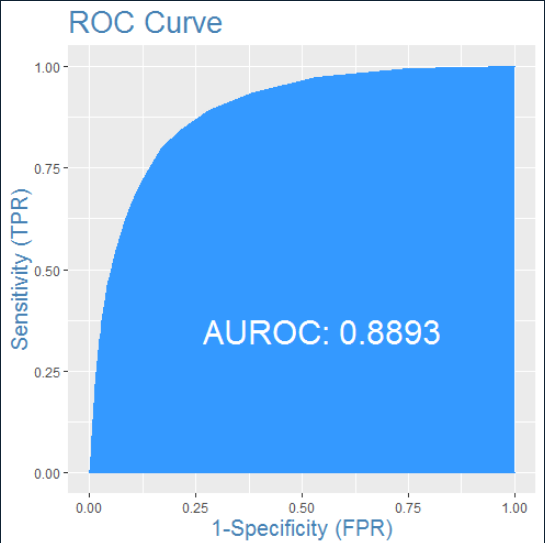 ROC Curve
1.00
0.75
0.50
0.25
0.00
Sensitivity (TPR)
AUROC: 0.8893
0.00 0.25 0.50 0.75 1.00
1-Specificity (FPR)